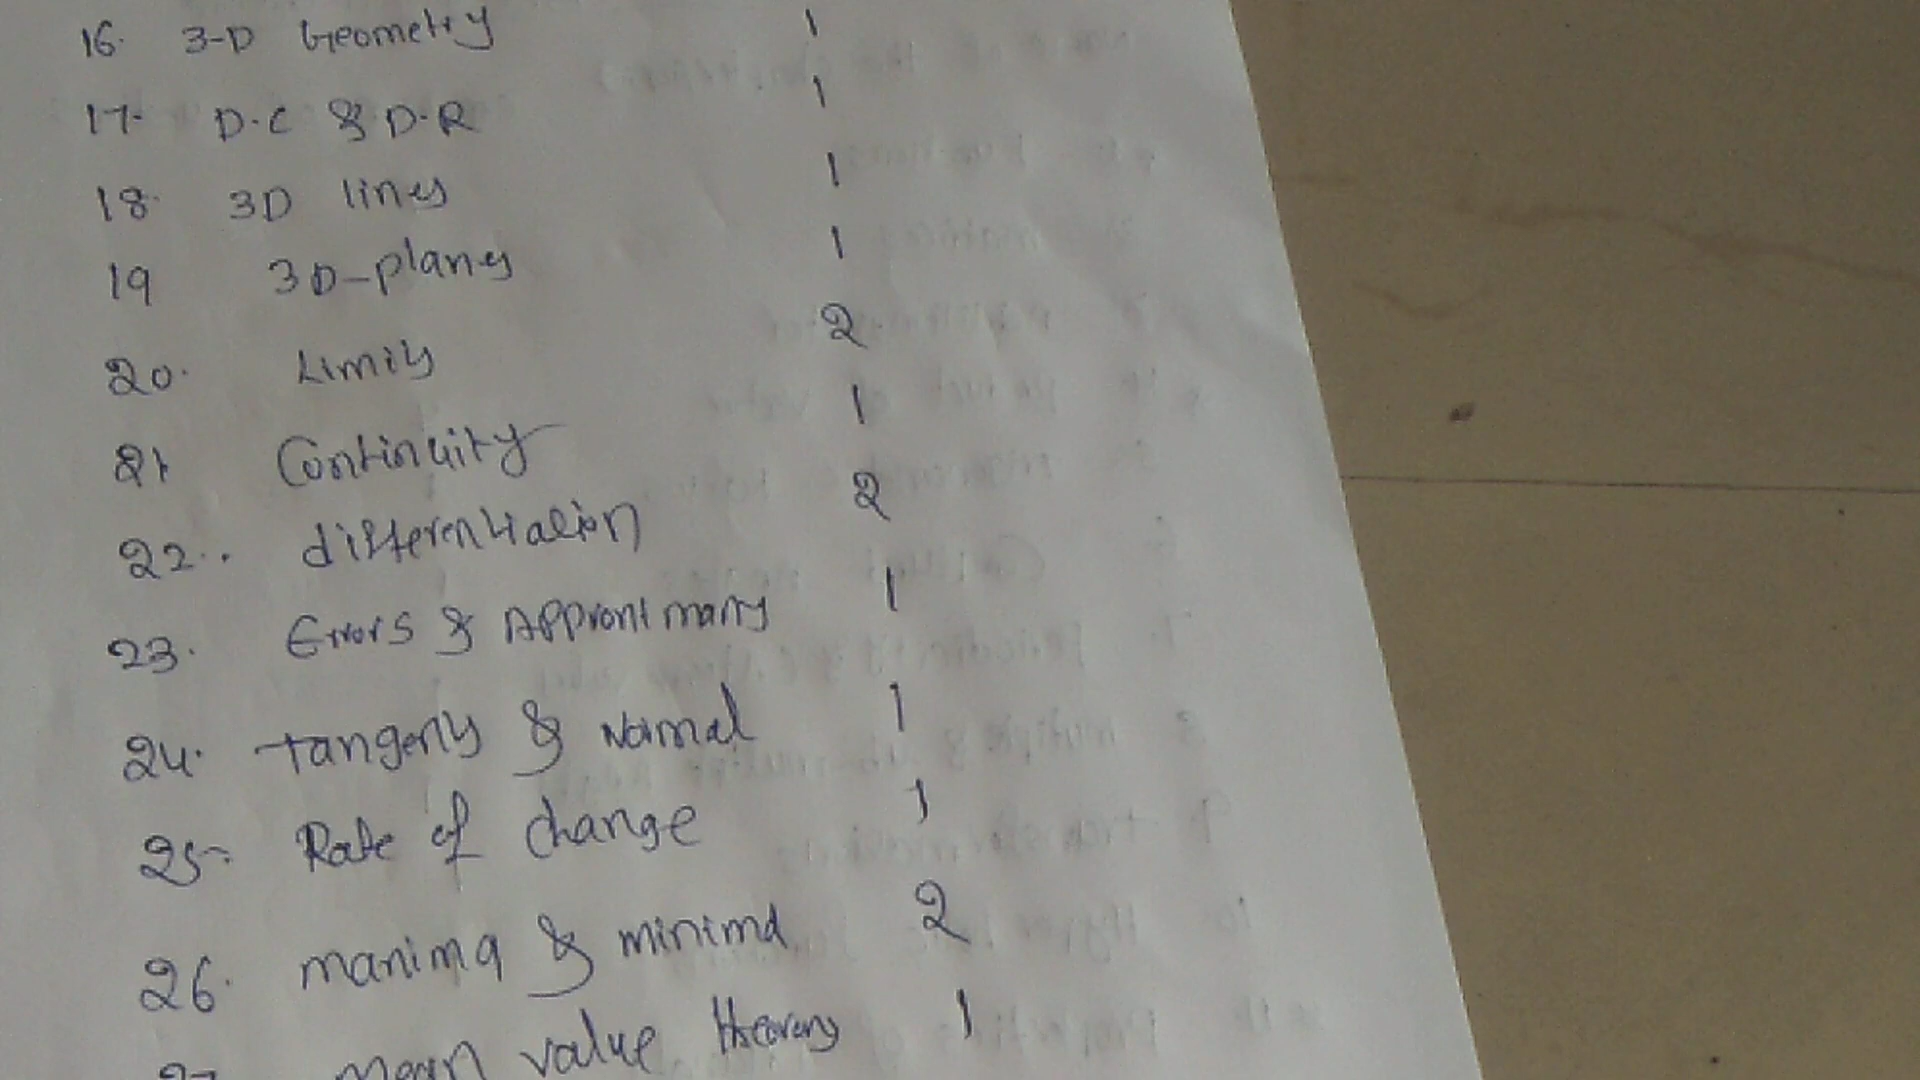 16. 3-D Geometry 1
17. D.C & D.R 1
18. 3D lines 1
19 3D-planes 1
20. Limits 2
21 Continuity 1
22.. differentiation 2
23. Errors & 1
24. Tangents & Normal 1
25. Rate of change 1
26. maxima & minima 2
27 mean value 1